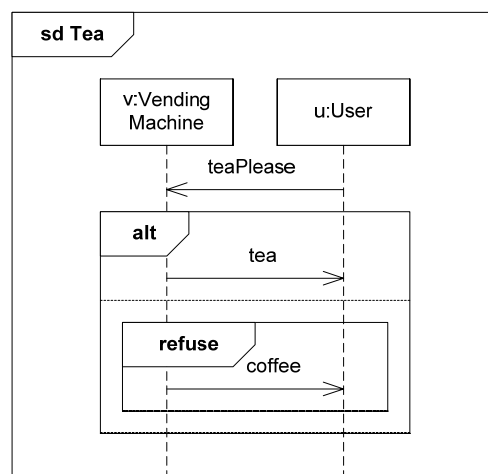 sd Tea
v:Vending
Machine
u:User
teaPlease
alt
tea
refuse
coffee